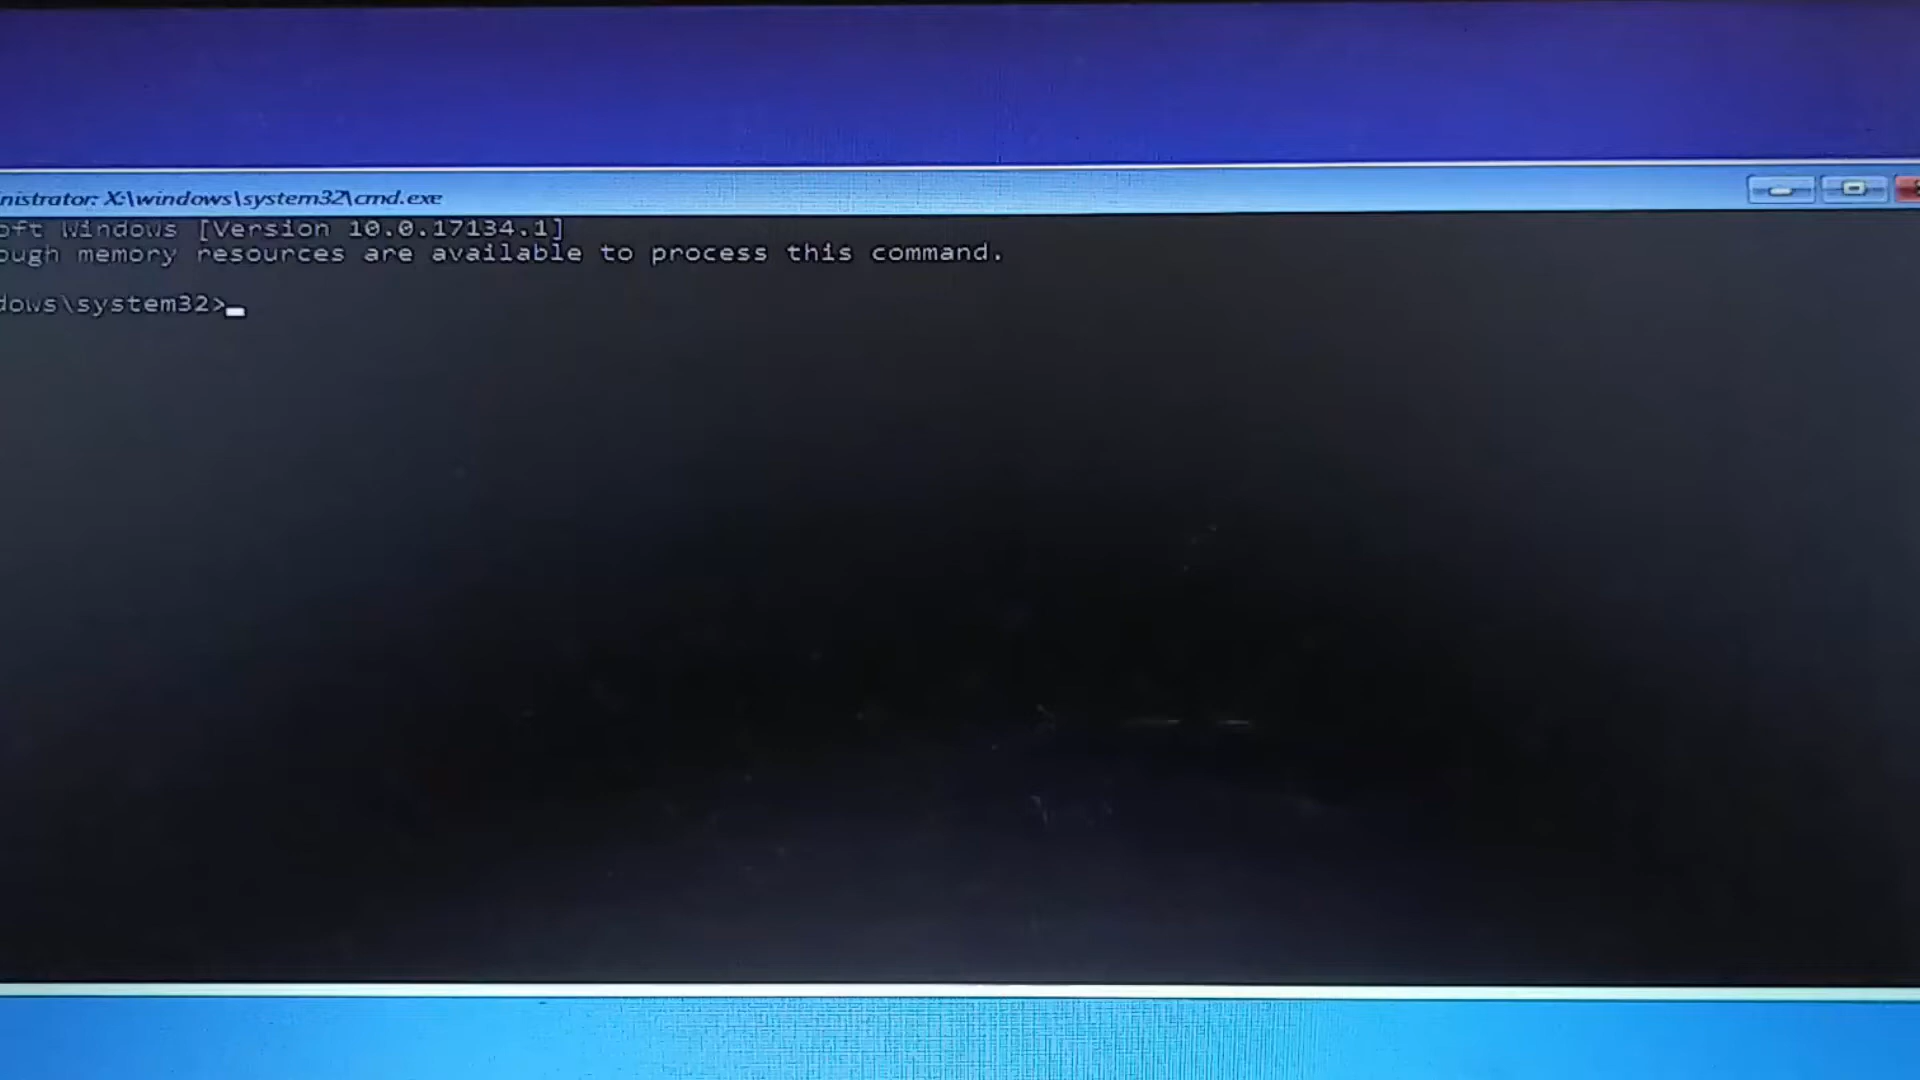 nistrator: X:\windows\system32\cmd.exe
oft Windows [Version 10.0.17134.1]
ough memory resources are available to process this command.
dows\system32>